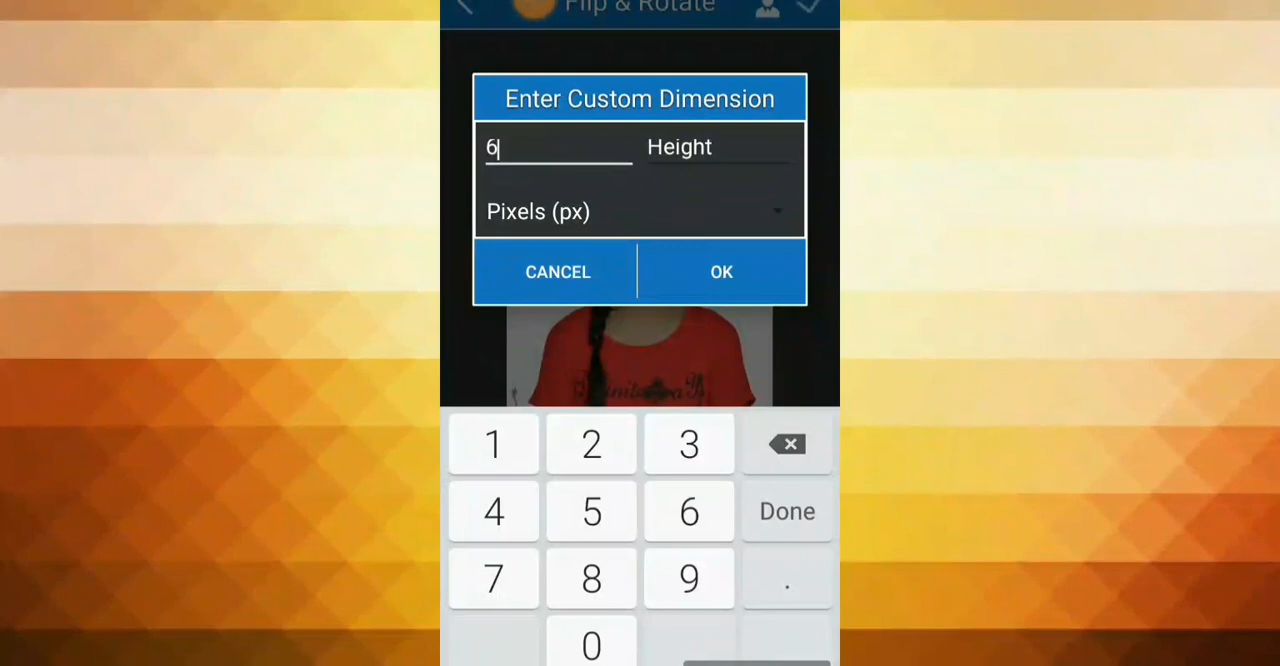 Flip & Rotate
Enter Custom Dimension
6 Height
Pixels (px)
CANCEL OK
1 2 3
4 5 6 Done
7 8 9 .
0